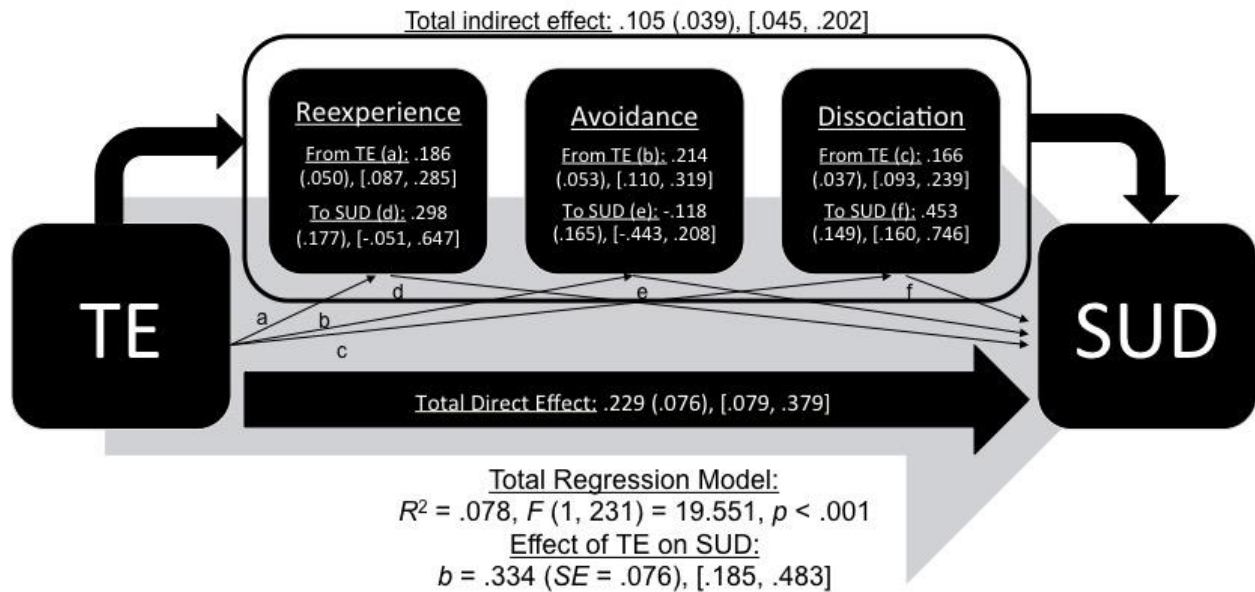 Total indirect effect: .105 (.039), [.045, .202]
Reexperience
From TE (a): .186
(.050), [.087, .285]
To SUD (d): .298
(.177), [-.051, .647]
Avoidance
From TE (b): .214
(.053), [.110, .319]
To SUD (e): -.118
(.165), [-.443, .208]
Dissociation
From TE (c): .166
(.037), [.093, .239]
To SUD (f): .453
(.149), [.160, .746]
TE
a
b
c
d
e
f
SUD
Total Direct Effect: .229 (.076), [.079, .379]
Total Regression Model:
R² = .078, F (1, 231) = 19.551, p < .001
Effect of TE on SUD:
b = .334 (SE = .076), [.185, .483]